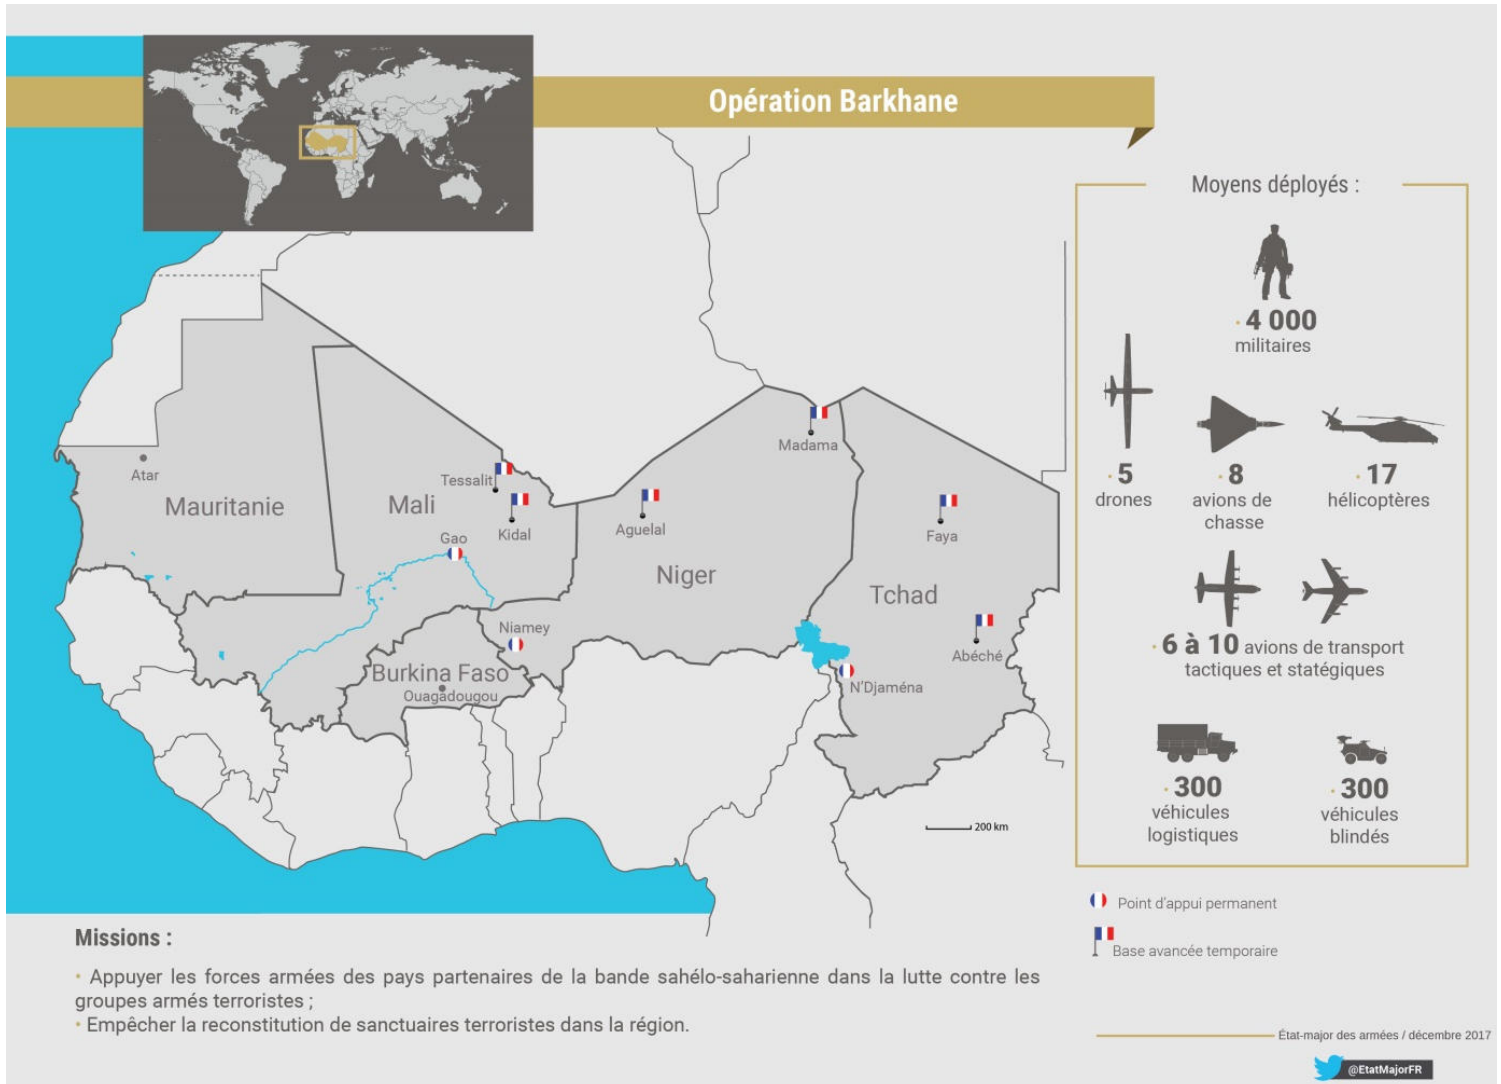 Opération Barkhane
Moyens déployés :
· 4 000
militaires
· 5
drones
· 8
avions de
chasse
· 17
hélicoptères
· 6 à 10 avions de transport
tactiques et statégiques
· 300
véhicules
logistiques
· 300
véhicules
blindés
Atar
Mauritanie
Mali
Tessalit
Kidal
Gao
Madama
Aguelal
Niger
Faya
Tchad
Abéché
Niamey
N'Djaména
Burkina Faso
Ouagadougou
200 km
Point d'appui permanent
Base avancée temporaire
Missions :
· Appuyer les forces armées des pays partenaires de la bande sahélo-saharienne dans la lutte contre les
groupes armés terroristes ;
· Empêcher la reconstitution de sanctuaires terroristes dans la région.
État-major des armées / décembre 2017
@EtatMajorFR